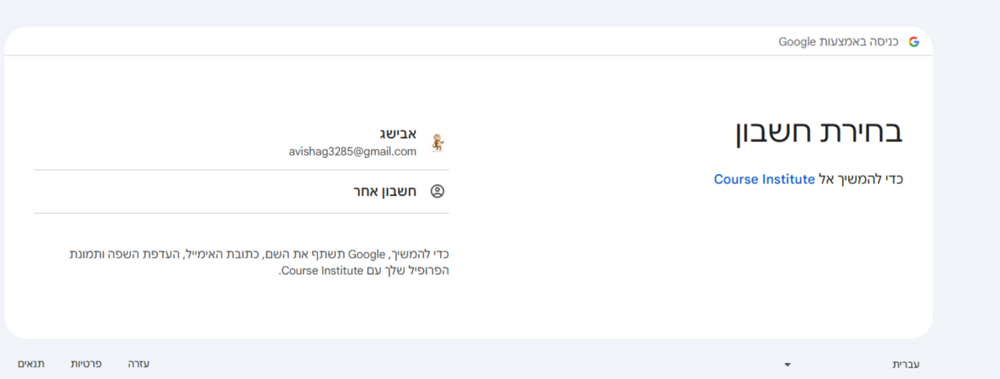 כניסה באמצעות Google
בחירת חשבון
כדי להמשיך אל Course Institute
אבישג
avishag3285@gmail.com
חשבון אחר
כדי להמשיך, Google תשתף את השם, כתובת האימייל, העדפת השפה ותמונת
הפרופיל שלך עם Course Institute.
עברית
עזרה
פרטיות
תנאים